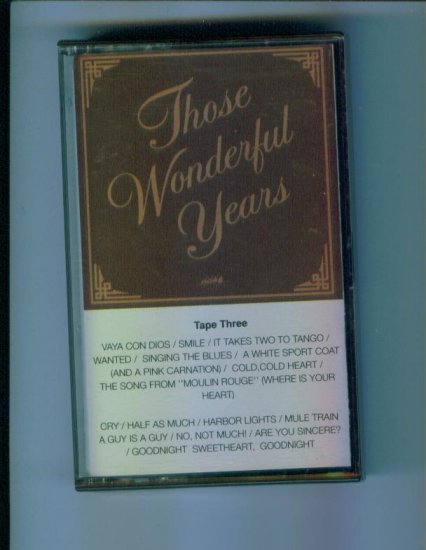 Those
Wonderful
Years
Tape Three
VAYA CON DIOS / SMILE / IT TAKES TWO TO TANGO /
WANTED / SINGING THE BLUES / A WHITE SPORT COAT
(AND A PINK CARNATION) / COLD, COLD HEART /
THE SONG FROM "MOULIN ROUGE" (WHERE IS YOUR
HEART)
CRY / HALF AS MUCH / HARBOR LIGHTS / MULE TRAIN
A GUY IS A GUY / NO, NOT MUCH! / ARE YOU SINCERE?
/ GOODNIGHT SWEETHEART, GOODNIGHT